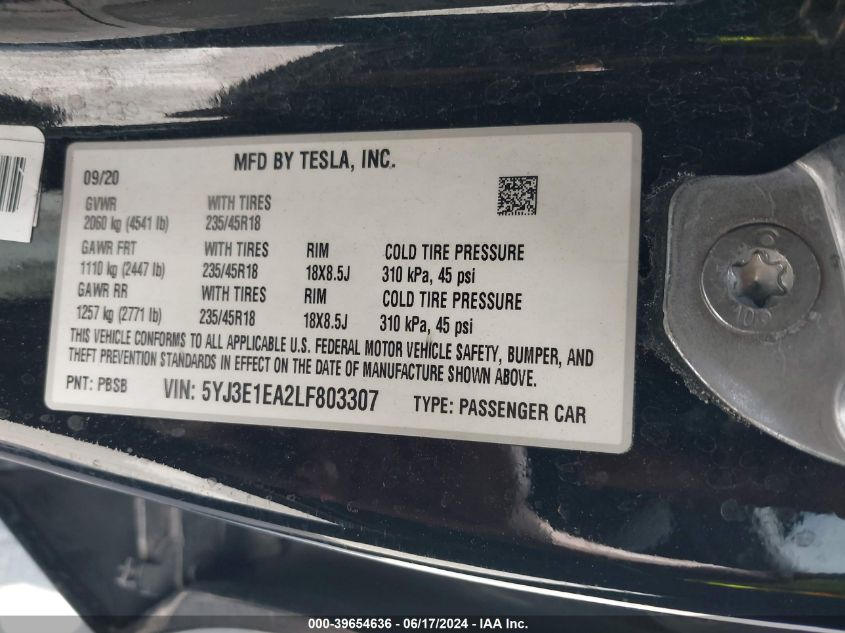 MFD BY TESLA, INC.
09/20
GVWR WITH TIRES
2060 kg (4541 lb) 235/45R18
GAWR FRT WITH TIRES RIM COLD TIRE PRESSURE
1110 kg (2447 lb) 235/45R18 18X8.5J 310 kPa, 45 psi
GAWR RR WITH TIRES RIM COLD TIRE PRESSURE
1257 kg (2771 lb) 235/45R18 18X8.5J 310 kPa, 45 psi
THIS VEHICLE CONFORMS TO ALL APPLICABLE U.S. FEDERAL MOTOR VEHICLE SAFETY, BUMPER, AND
THEFT PREVENTION STANDARDS IN EFFECT ON THE DATE OF MANUFACTURE SHOWN ABOVE.
PNT: PBSB VIN: 5YJ3E1EA2LF803307 TYPE: PASSENGER CAR
000-39654636 - 06/17/2024 - IAA Inc.